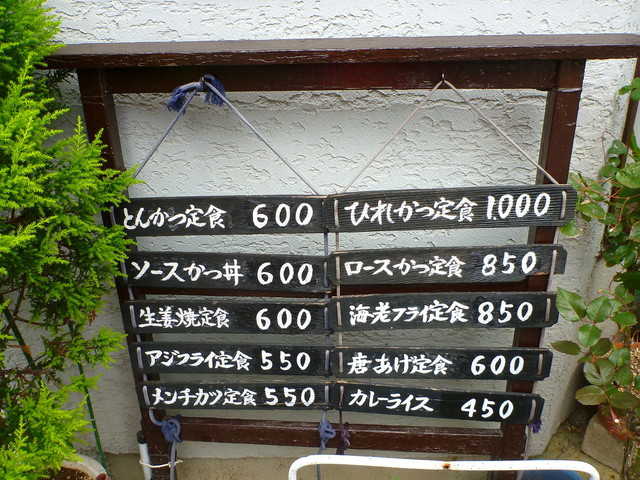 とんかつ定食 600
ソースかつ丼 600
生姜焼定食 600
アジフライ定食 550
メンチカツ定食 550
ひれかつ定食 1.000
ロースかつ定食 850
海老フライ定食 850
唐あげ定食 600
カレーライス 450